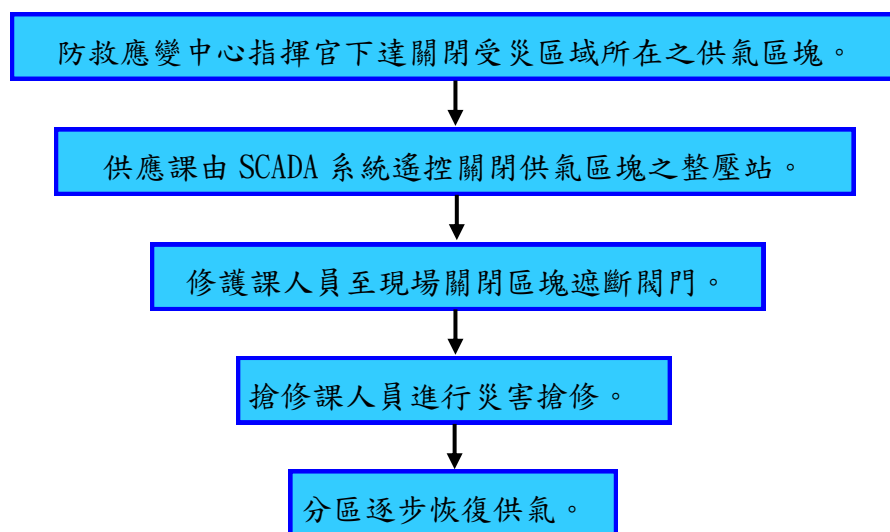 防救應變中心指揮官下達關閉受災區域所在之供氣區塊。
供應課由 SCADA 系統遙控關閉供氣區塊之整壓站。
修護課人員至現場關閉區塊遮斷閥門。
搶修課人員進行災害搶修。
分區逐步恢復供氣。